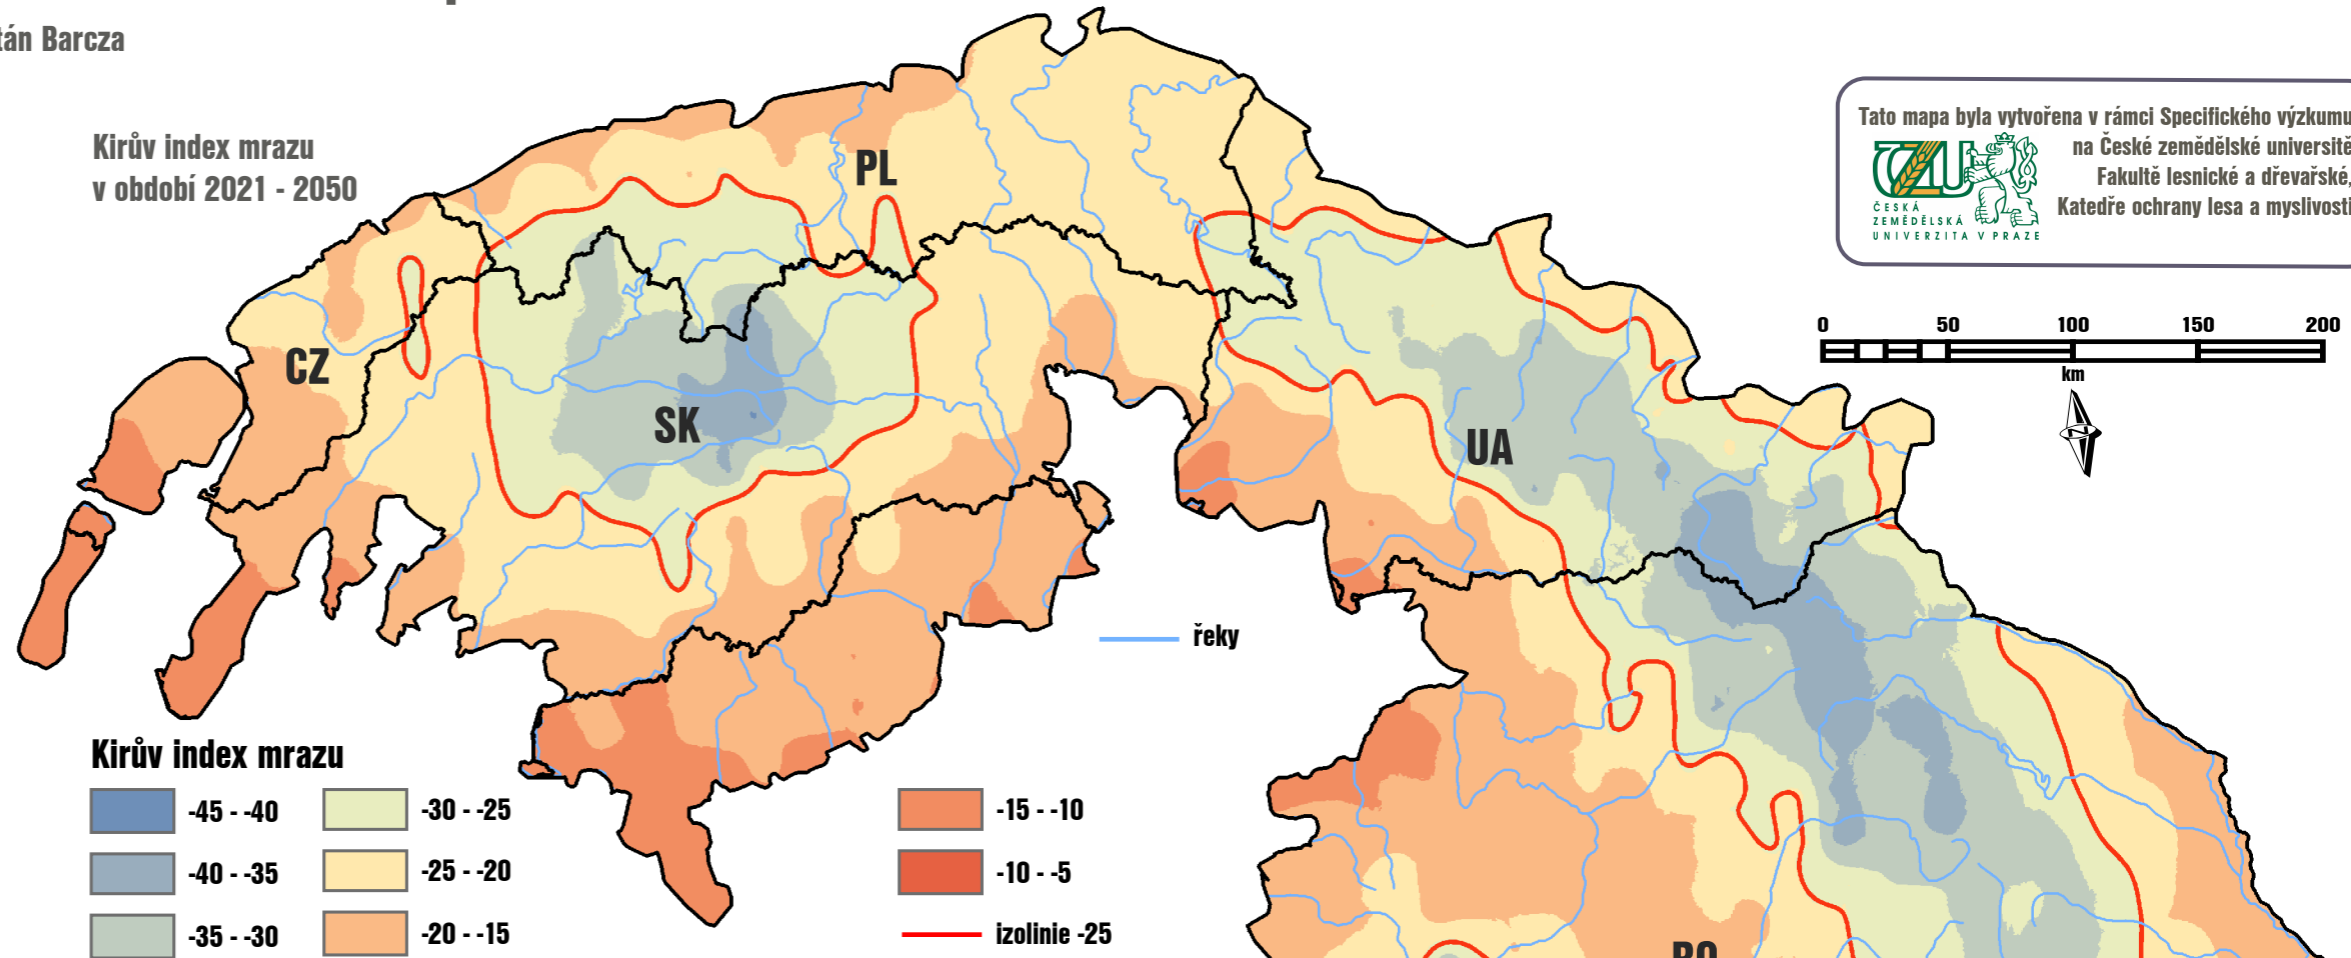 tán Barcza
Kirův index mrazu
v období 2021 - 2050
Tato mapa byla vytvořena v rámci Specifického výzkumu
na České zemědělské universitě
Fakultě lesnické a dřevařské,
Katedře ochrany lesa a myslivosti
ČZU
ČESKÁ
ZEMĚDĚLSKÁ
UNIVERZITA V PRAZE
0 50 100 150 200
km
N
PL
CZ
SK
UA
RO
řeky
Kirův index mrazu
-45 - -40
-40 - -35
-35 - -30
-30 - -25
-25 - -20
-20 - -15
-15 - -10
-10 - -5
izolinie -25